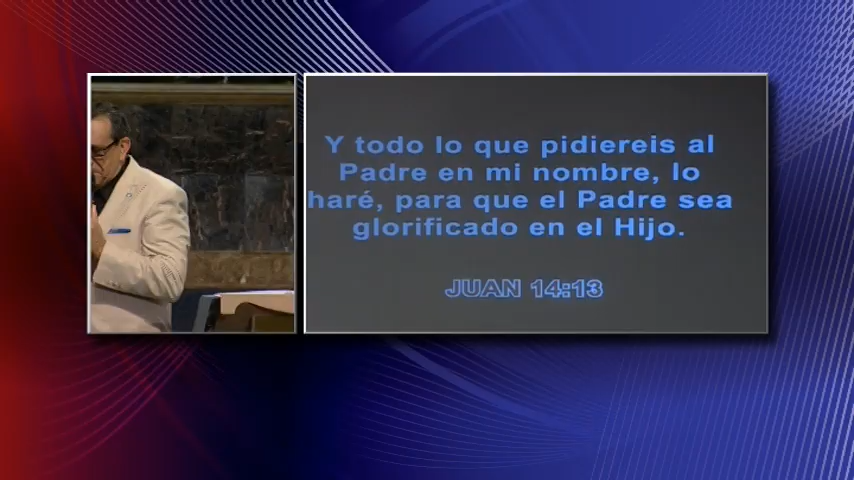 Y todo lo que pidiereis al
Padre en mi nombre, lo
haré, para que el Padre sea
glorificado en el Hijo.
JUAN 14:13